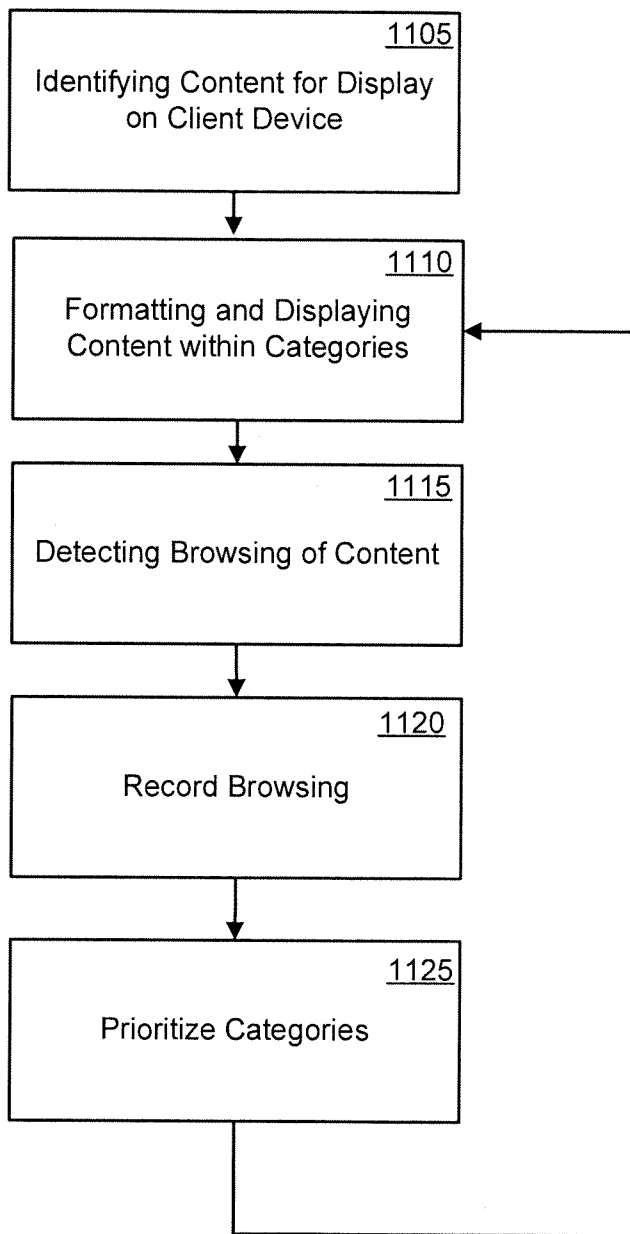 1105
Identifying Content for Display
on Client Device
1110
Formatting and Displaying
Content within Categories
1115
Detecting Browsing of Content
1120
Record Browsing
1125
Prioritize Categories